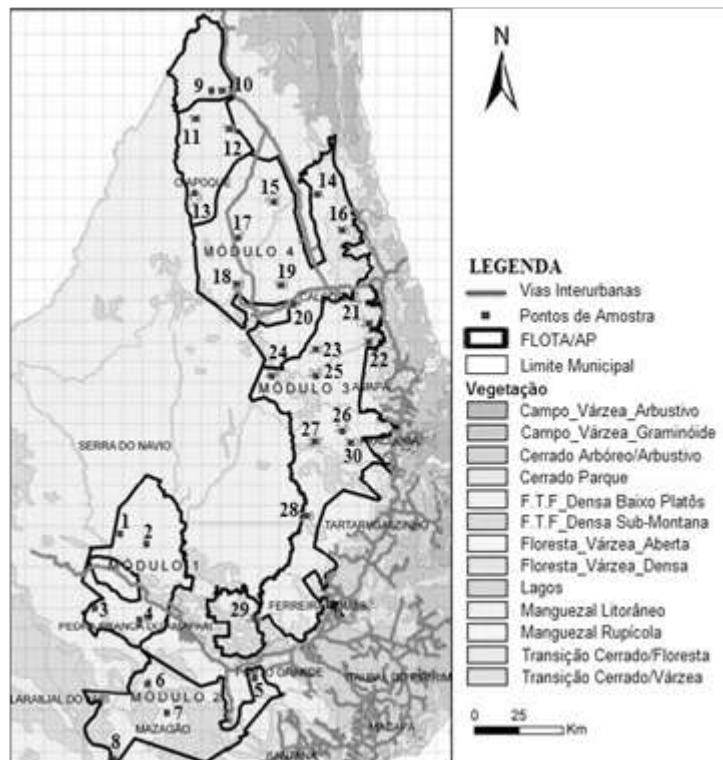 N
9
10
11
12
OIAPOQUE
13
14
15
16
17
MÓDULO 4
18
19
20
21
22
23
24
25
MÓDULO 3
26
27
30
SERRA DO NAVIO
28
TARTARUGALZINHO
1
2
MÓDULO 1
3
4
29
5
6
MÓDULO 2
7
MAZAGÃO
8
MACAPÁ
SANTANA
LEGENDA
Vias Interurbanas
Pontos de Amostra
FLOTA/AP
Limite Municipal
Vegetação
Campo_Várzea_Arbustivo
Campo_Várzea_Graminóide
Cerrado Arbóreo/Arbustivo
Cerrado Parque
F.T.F_Densa Baixo Platôs
F.T.F_Densa Sub-Montana
Floresta_Várzea_Aberta
Floresta_Várzea_Densa
Lagos
Manguezal Litorâneo
Manguezal Rupícola
Transição Cerrado/Floresta
Transição Cerrado/Várzea
0 25
Km